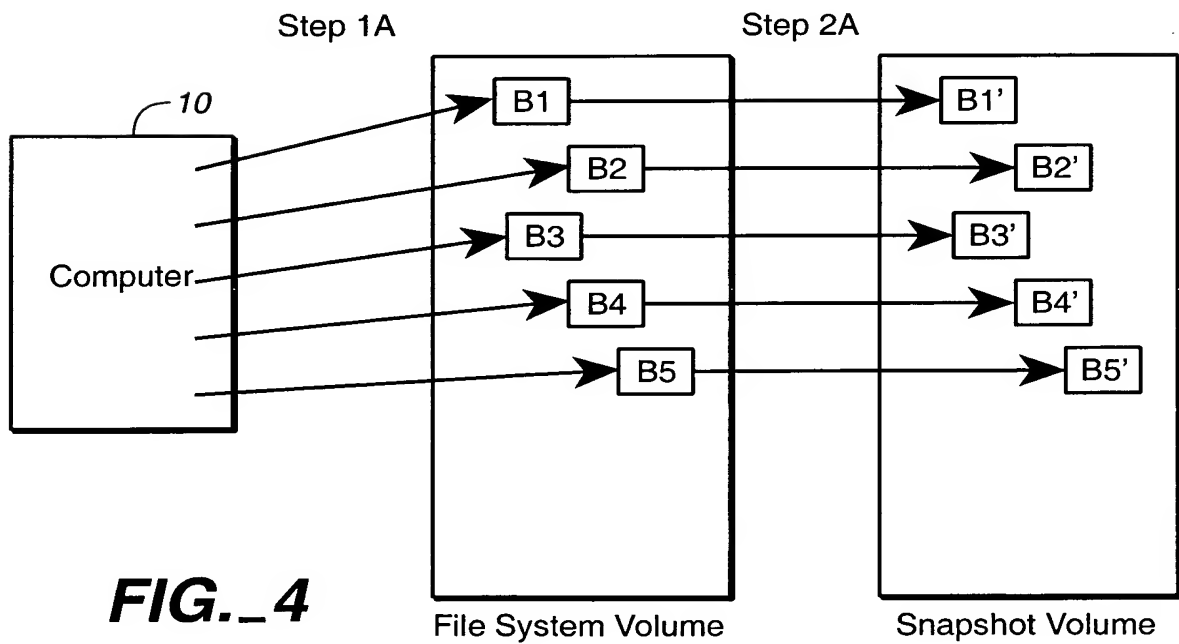 Step 1A
Step 2A
10
B1
B1'
B2
B2'
B3
B3'
Computer
B4
B4'
B5
B5'
FIG._4
File System Volume
Snapshot Volume